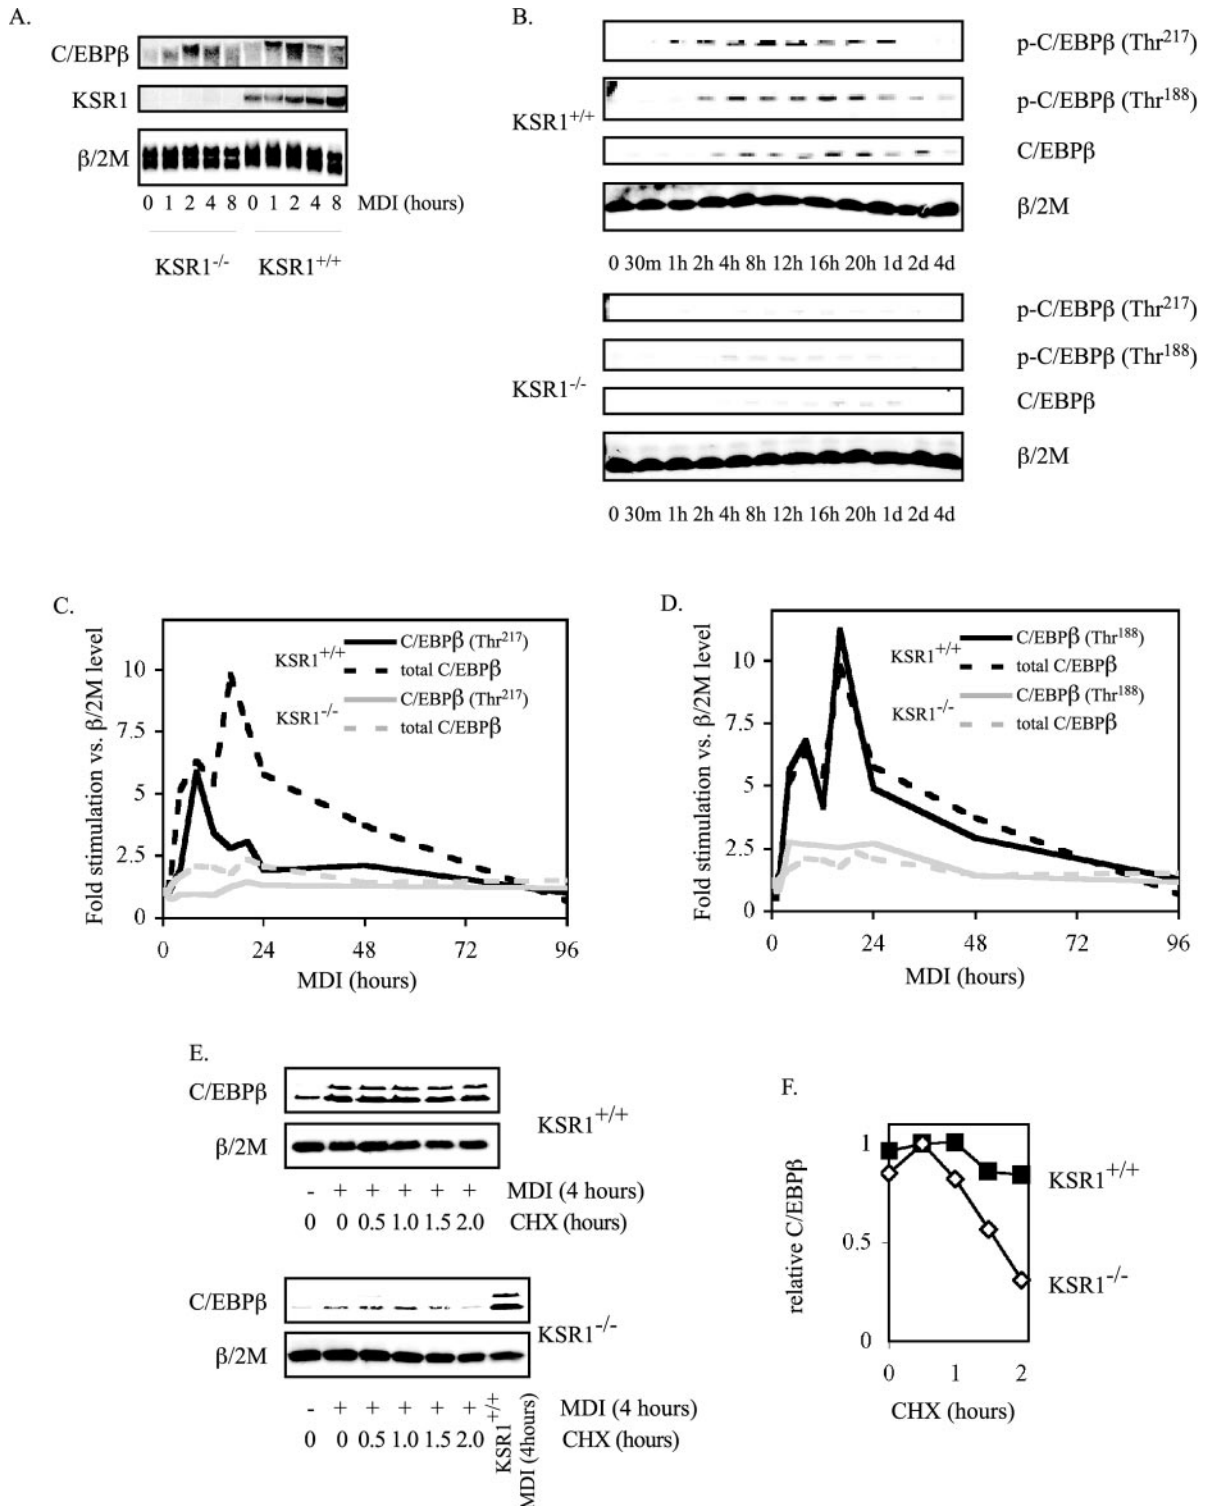 A.
C/EBPβ
KSR1
β/2M
0 1 2 4 8 0 1 2 4 8 MDI (hours)
KSR1-/- KSR1+/+
B.
p-C/EBPβ (Thr217)
p-C/EBPβ (Thr188)
KSR1+/+
C/EBPβ
β/2M
0 30m 1h 2h 4h 8h 12h 16h 20h 1d 2d 4d
p-C/EBPβ (Thr217)
p-C/EBPβ (Thr188)
KSR1-/-
C/EBPβ
β/2M
0 30m 1h 2h 4h 8h 12h 16h 20h 1d 2d 4d
C.
Fold stimulation vs. β/2M level
10
7.5
5
2.5
0
KSR1+/+
C/EBPβ (Thr217)
total C/EBPβ
KSR1-/-
C/EBPβ (Thr217)
total C/EBPβ
0 24 48 72 96
MDI (hours)
D.
Fold stimulation vs. β/2M level
10
7.5
5
2.5
0
KSR1+/+
C/EBPβ (Thr188)
total C/EBPβ
KSR1-/-
C/EBPβ (Thr188)
total C/EBPβ
0 24 48 72 96
MDI (hours)
E.
C/EBPβ
KSR1+/+
β/2M
- + + + + + MDI (4 hours)
0 0 0.5 1.0 1.5 2.0 CHX (hours)
C/EBPβ
KSR1-/-
β/2M
- + + + + + MDI (4 hours)
0 0 0.5 1.0 1.5 2.0 CHX (hours)
KSR1+/+
MDI (4hours)
F.
relative C/EBPβ
1
0.5
0
KSR1+/+
KSR1-/-
0 1 2
CHX (hours)